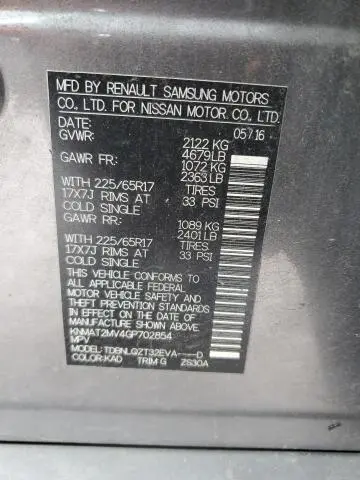 MFD BY RENAULT SAMSUNG MOTORS
CO., LTD. FOR NISSAN MOTOR. CO., LTD.
DATE: 05/16
GVWR: 2122 KG
4679LB
GAWR FR: 1072 KG
2363LB
WITH 225/65R17 TIRES
17X7J RIMS AT 33 PSI
COLD SINGLE
GAWR RR: 1089 KG
2401LB
WITH 225/65R17 TIRES
17X7J RIMS AT 33 PSI
COLD SINGLE
THIS VEHICLE CONFORMS TO
ALL APPLICABLE FEDERAL
MOTOR VEHICLE SAFETY
AND THEFT PREVENTION
STANDARDS IN EFFECT
ON THE DATE OF
MANUFACTURE SHOWN ABOVE.
KNMAT2MV4GP702854
MPV
MODEL: TDBNLQZT32EVA----D
COLOR:KAD TRIM:G ZS30A